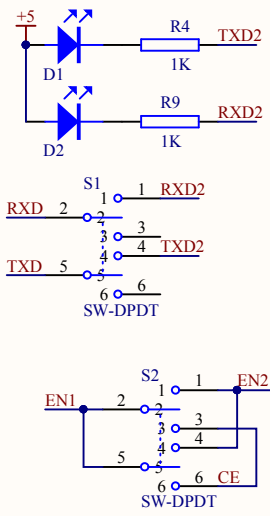 +5
R4
TXD2
D1
1K
R9
RXD2
D2
1K
S1
1 1 RXD2
RXD 2 2
3 3
4 4 TXD2
TXD 5 5
6 6
SW-DPDT
S2
1 1 EN2
EN1 2 2
3 3
4 4
5 5
6 6 CE
SW-DPDT